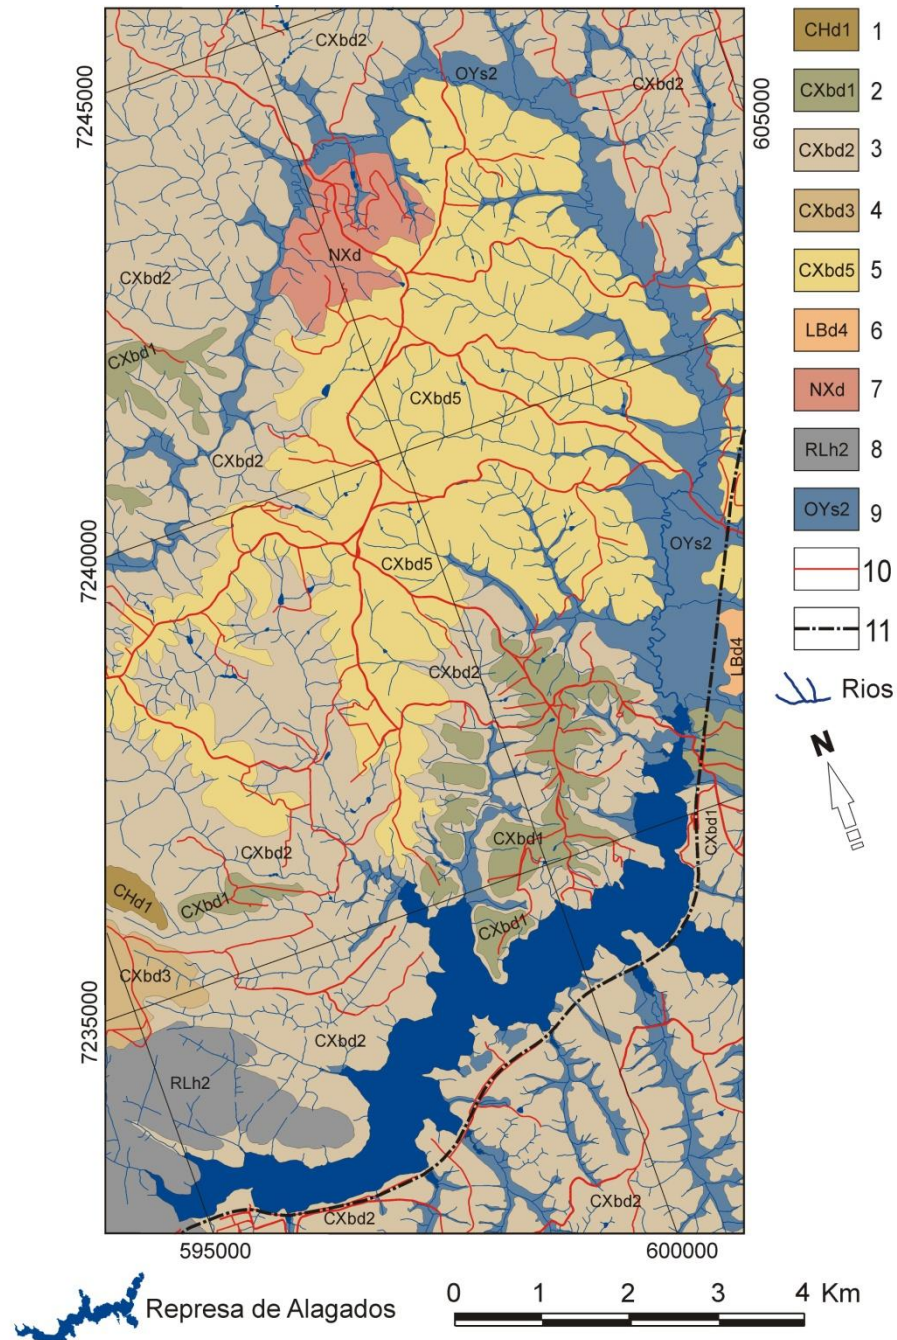 CXbd2
OYs2
CXbd2
7245000
605000
NXd
CXbd2
CXbd1
CXbd5
CXbd2
7240000
CXbd5
OYs2
LBd4
CXbd2
CXbd1
CXbd1
CXbd2
CHd1
CXbd1
CXbd1
CXbd3
7235000
CXbd2
RLh2
CXbd2
CXbd2
595000
600000
CHd1 1
CXbd1 2
CXbd2 3
CXbd3 4
CXbd5 5
LBd4 6
NXd 7
RLh2 8
OYs2 9
10
11
Rios
N
Represa de Alagados
0 1 2 3 4 Km